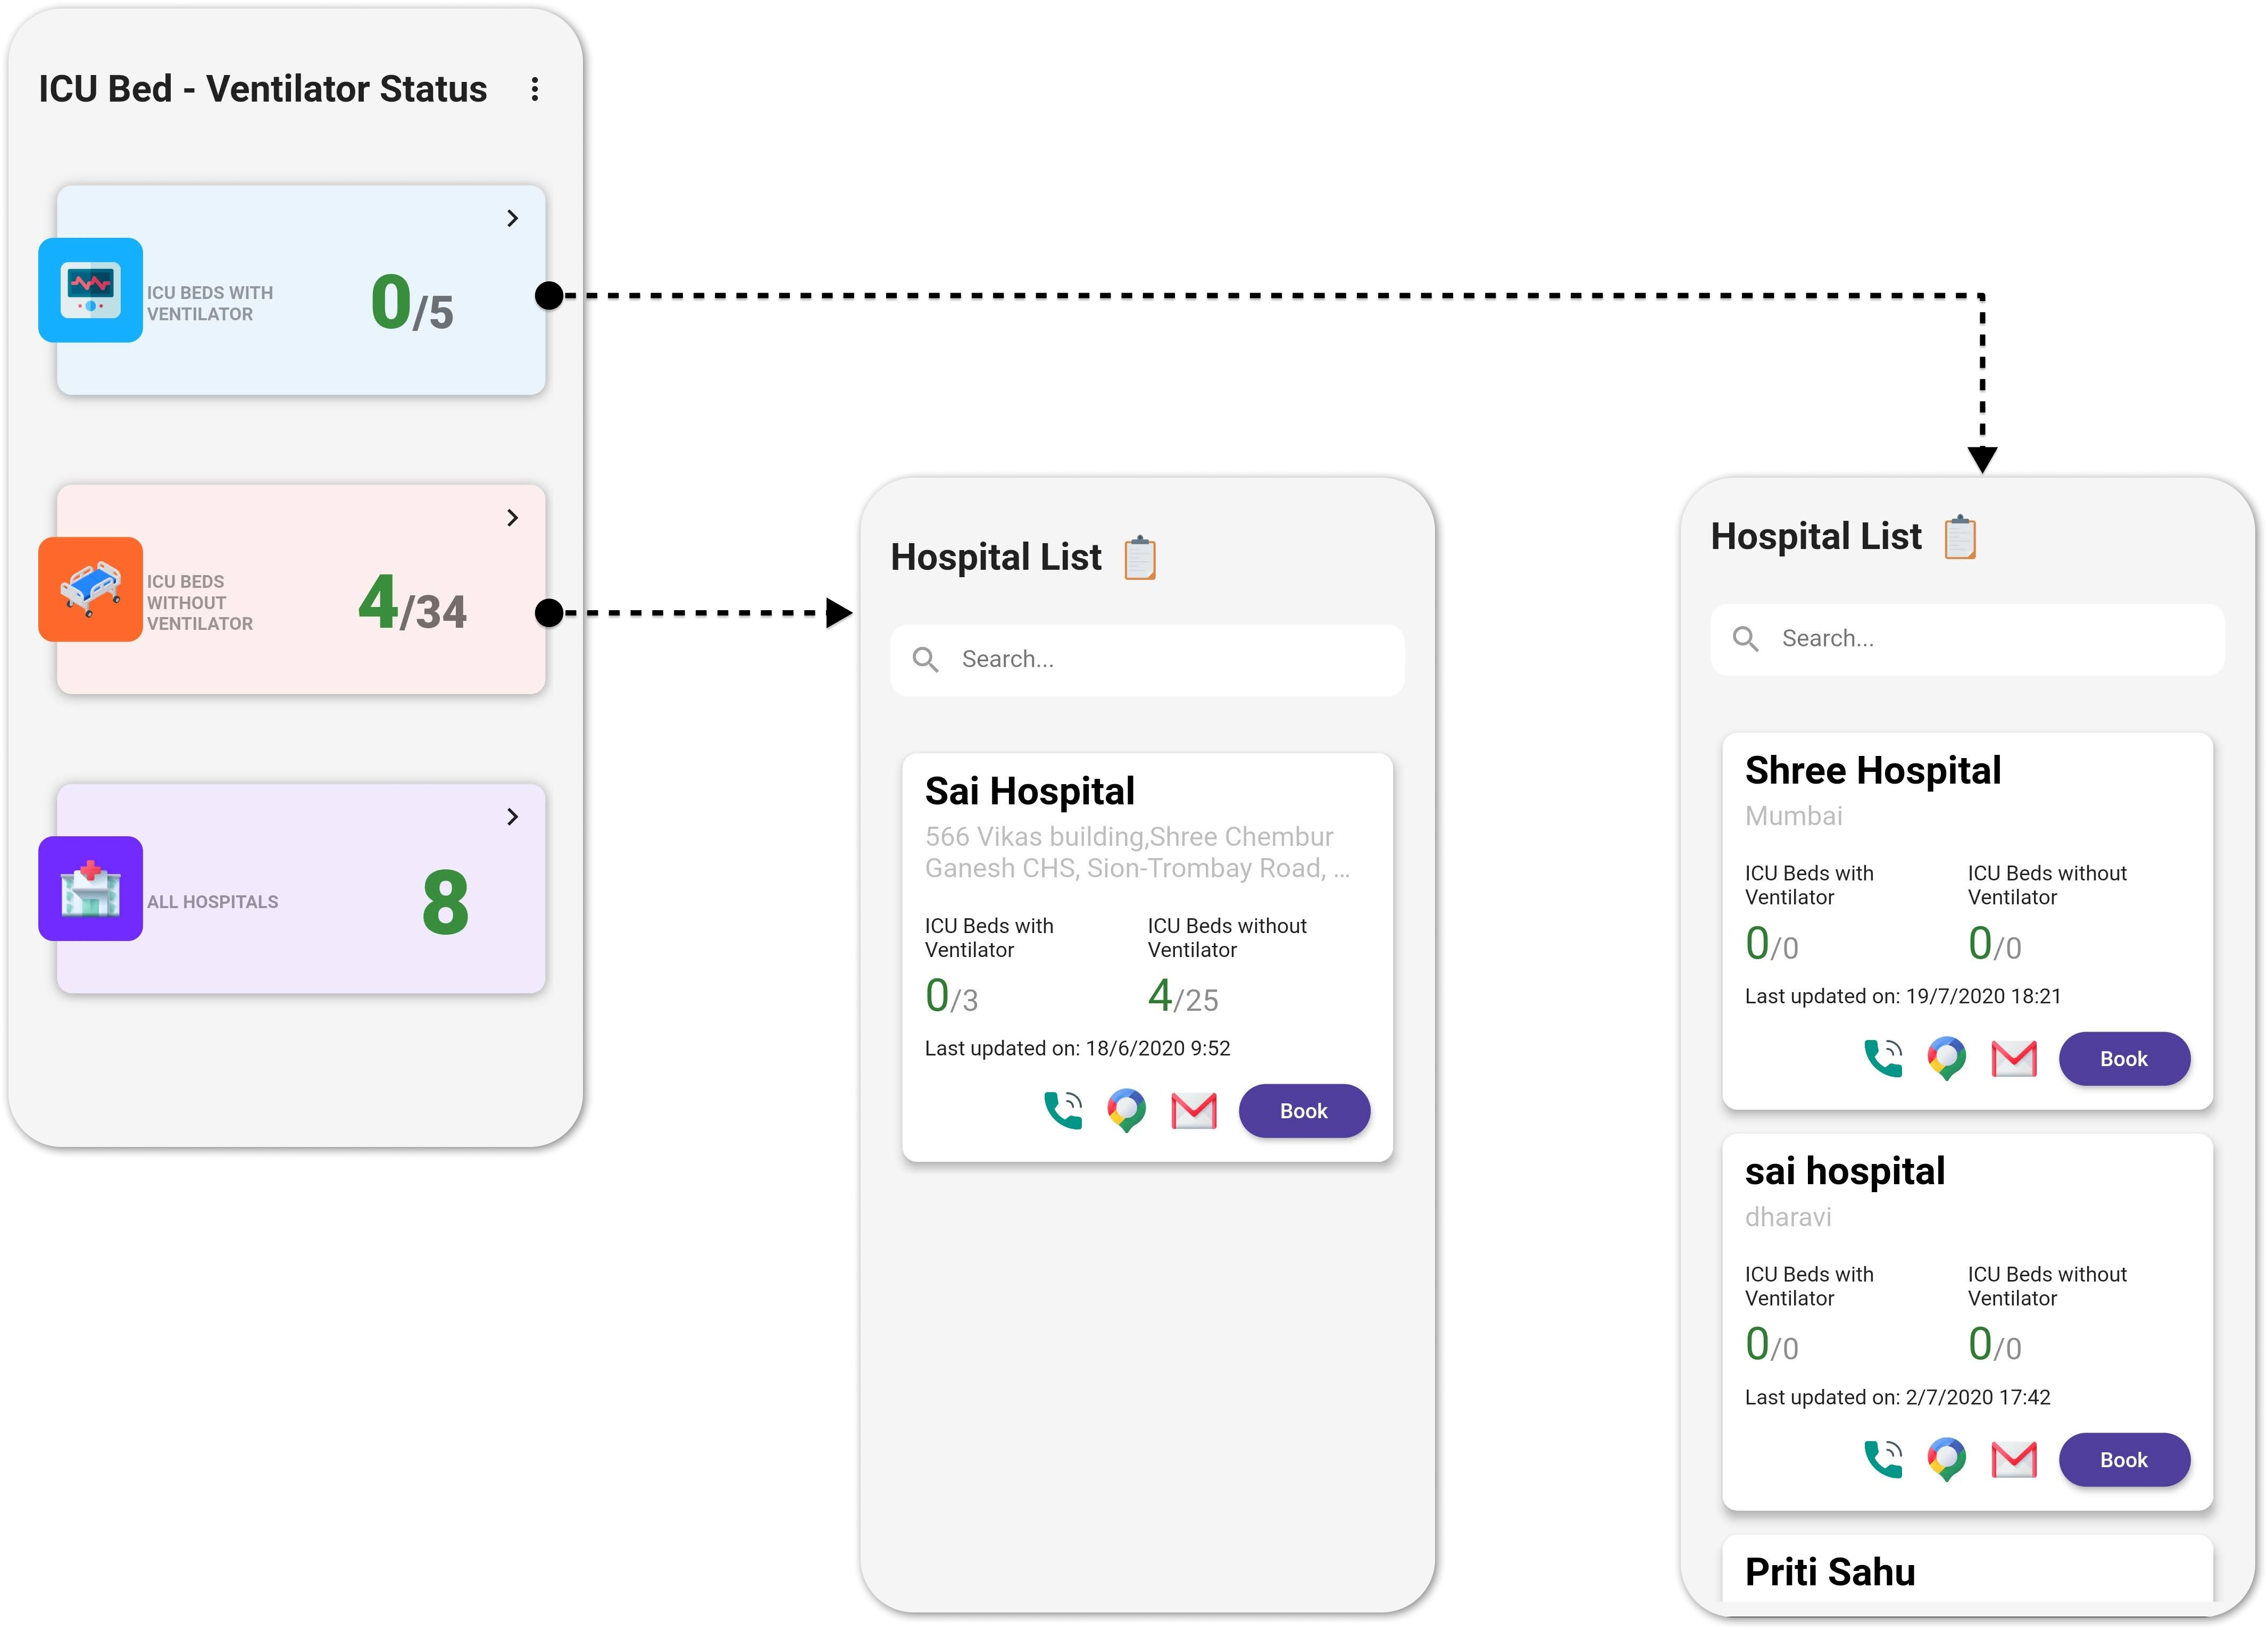 ICU Bed - Ventilator Status
ICU BEDS WITH
VENTILATOR
0/5
ICU BEDS
WITHOUT
VENTILATOR
4/34
ALL HOSPITALS
8
Hospital List
Search...
Sai Hospital
566 Vikas building,Shree Chembur
Ganesh CHS, Sion-Trombay Road, ...
ICU Beds with
Ventilator
0/3
ICU Beds without
Ventilator
4/25
Last updated on: 18/6/2020 9:52
Book
Hospital List
Search...
Shree Hospital
Mumbai
ICU Beds with
Ventilator
0/0
ICU Beds without
Ventilator
0/0
Last updated on: 19/7/2020 18:21
Book
sai hospital
dharavi
ICU Beds with
Ventilator
0/0
ICU Beds without
Ventilator
0/0
Last updated on: 2/7/2020 17:42
Book
Priti Sahu